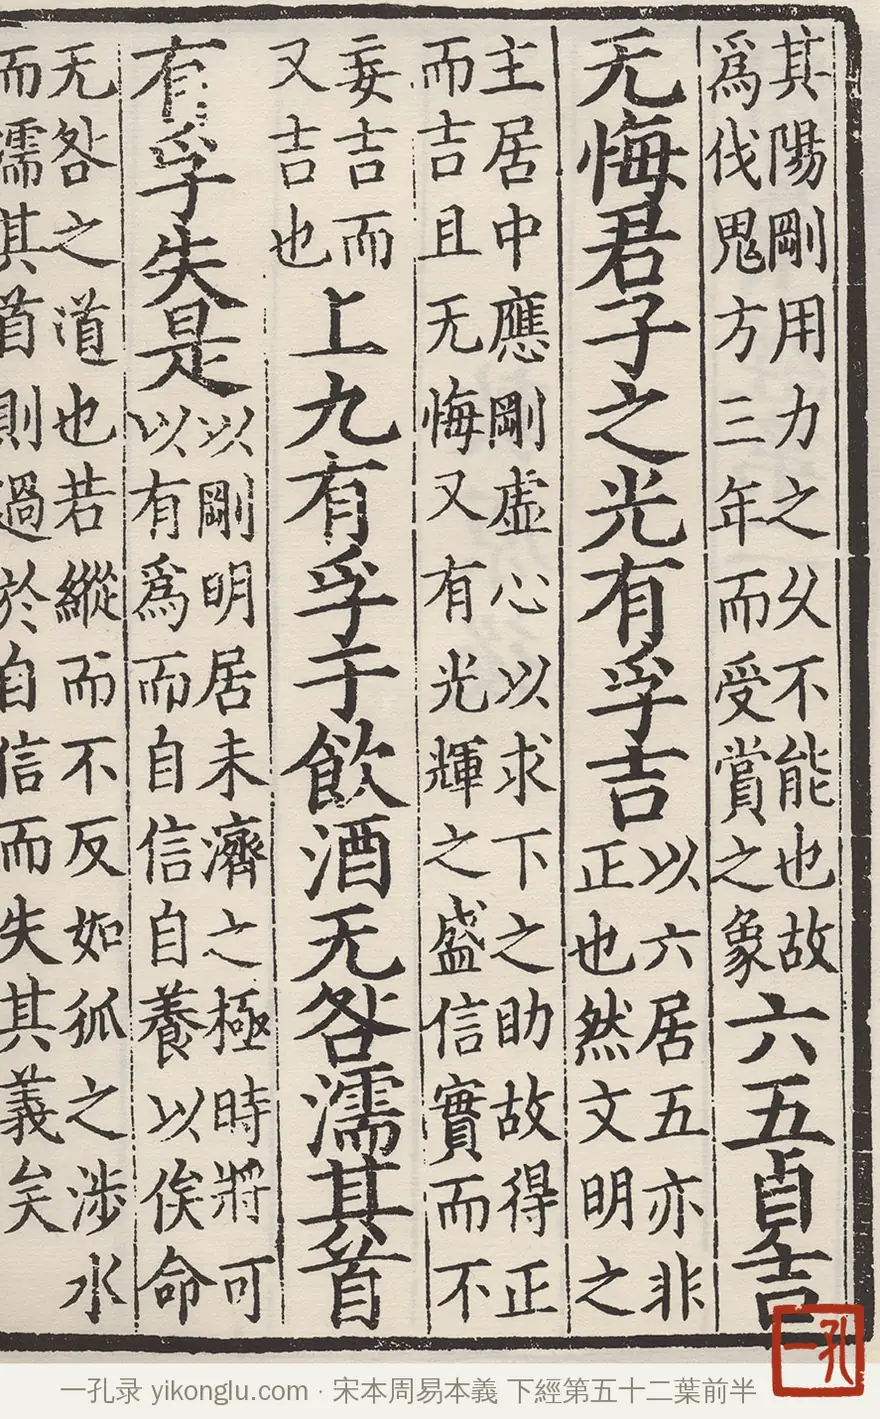 其陽剛用力之久不能也故
爲伐鬼方三年而受賞之象
六五貞吉
无悔君子之光有孚吉
以六居五亦非
正也然文明之
主居中應剛虛心以求下之助故得正
而吉且无悔又有光輝之盛信實而不
妄吉而
又吉也
上九有孚于飲酒无咎濡其首
有孚失是
以剛明居未濟之極時將可
以有爲而自信自養以俟命
无咎之道也若縱而不反如狐之涉水
而濡其首則過於自信而失其義矣
一孔
一孔录 yikonglu.com · 宋本周易本義 下經第五十二葉前半